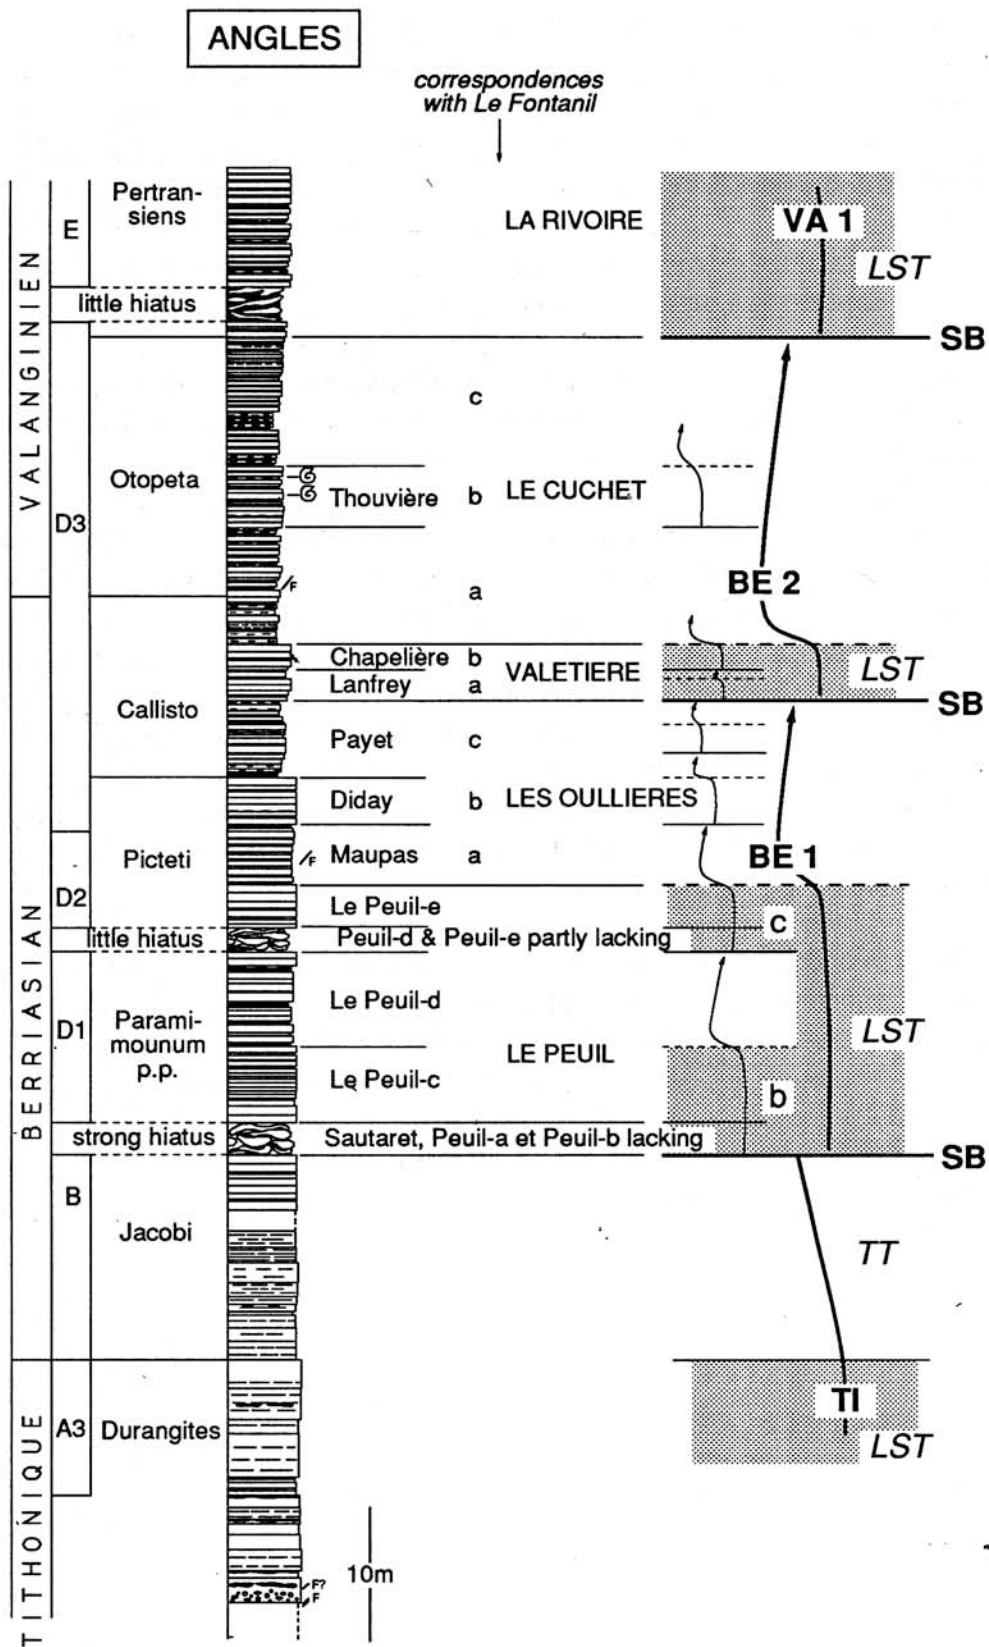 ANGLES
correspondences
with Le Fontanil
VALANGINIEN
BERRIASIAN
TITHONIQUE
E
Pertran-
siens
LA RIVOIRE
VA 1
LST
little hiatus
SB
D3
Otopeta
c
Thouvière b LE CUCHET
F
a
BE 2
Callisto
Chapelière b
VALETIERE
LST
Lanfrey a
SB
Payet c
Diday b LES OULLIERES
Picteti
F
Maupas a
BE 1
D2
Le Peuil-e
c
little hiatus
Peuil-d & Peuil-e partly lacking
D1
Parami-
mounum
p.p.
Le Peuil-d
LE PEUIL
LST
Le Peuil-c
b
strong hiatus
Sautaret, Peuil-a et Peuil-b lacking
SB
B
Jacobi
TT
A3
Durangites
TI
LST
10m
F?
F